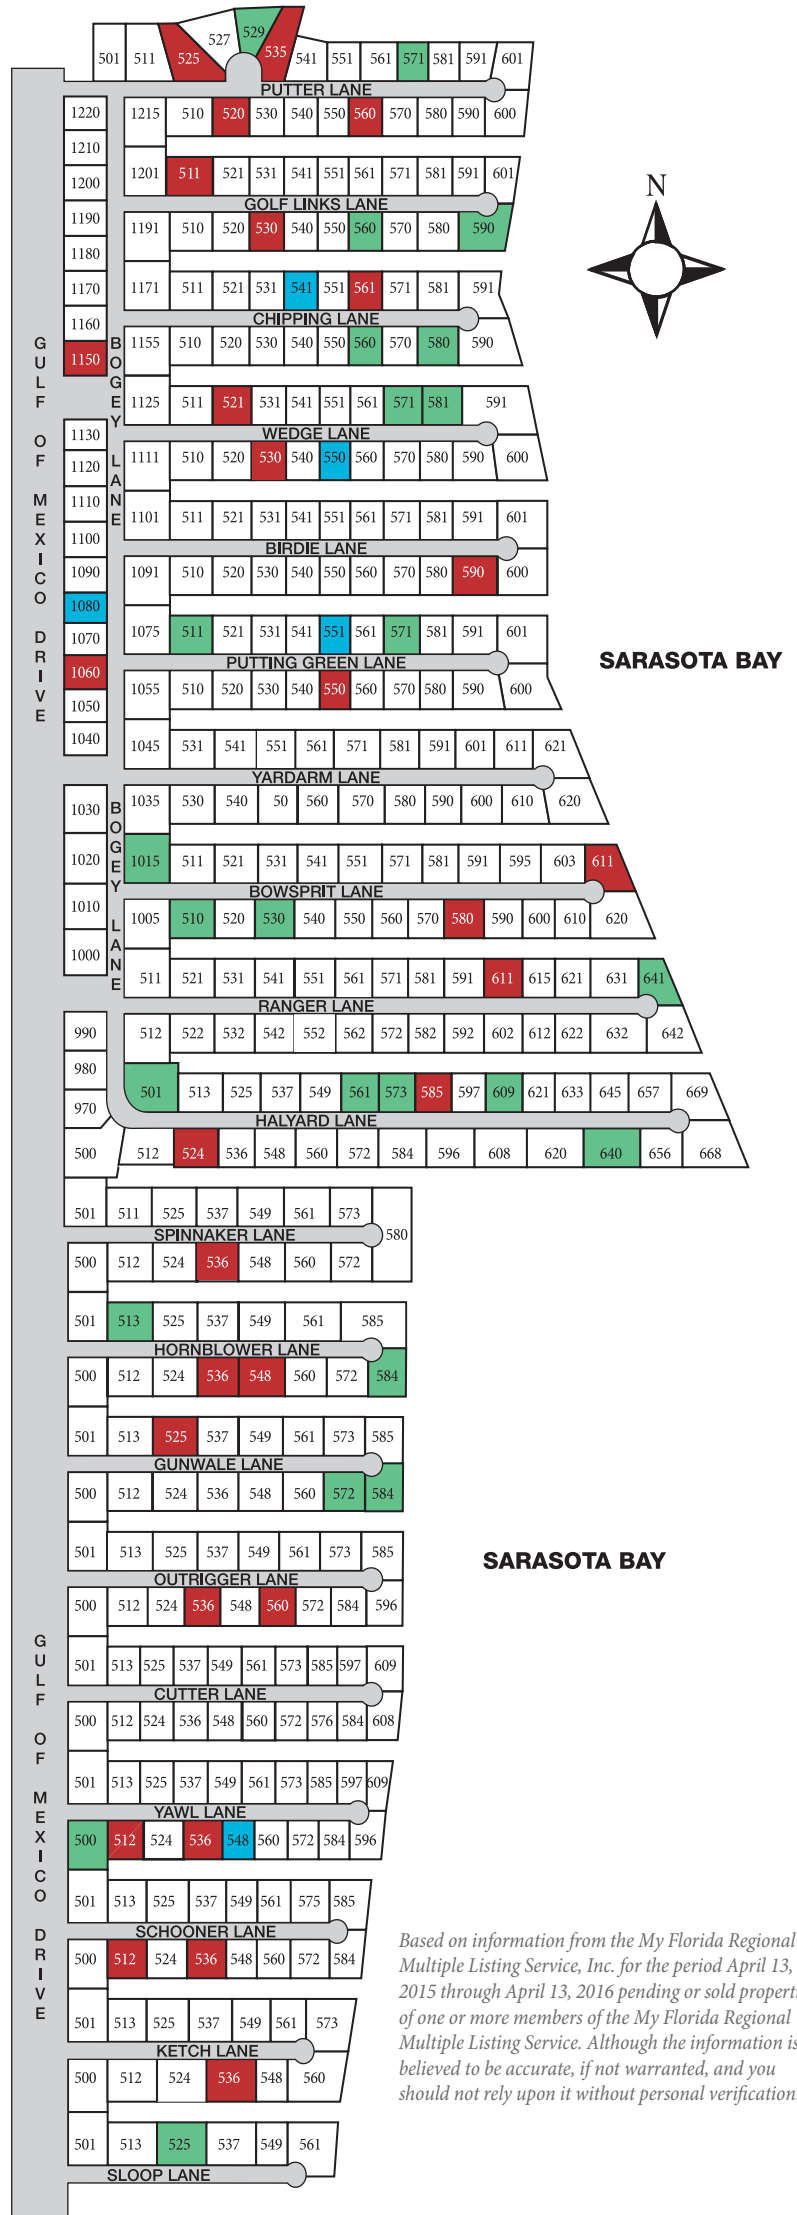 529
527
501 511 525 535 541 551 561 571 581 591 601
PUTTER LANE
1220 1215 510 520 530 540 550 560 570 580 590 600
1210
1200 1201 511 521 531 541 551 561 571 581 591 601
GOLF LINKS LANE
1190 1191 510 520 530 540 550 560 570 580 590
1180
1170 1171 511 521 531 541 551 561 571 581 591
CHIPPING LANE
1160 1155 510 520 530 540 550 560 570 580 590
1150
1125 511 521 531 541 551 561 571 581 591
WEDGE LANE
1130
1120 1111 510 520 530 540 550 560 570 580 590 600
1110
1101 511 521 531 541 551 561 571 581 591 601
1100
BIRDIE LANE
1090 1091 510 520 530 540 550 560 570 580 590 600
1080
1070 1075 511 521 531 541 551 561 571 581 591 601
PUTTING GREEN LANE
1060
1050 1055 510 520 530 540 550 560 570 580 590 600
1040 1045 531 541 551 561 571 581 591 601 611 621
YARDARM LANE
1030 1035 530 540 50 560 570 580 590 600 610 620
1020 1015 511 521 531 541 551 571 581 591 595 603 611
BOWSPRIT LANE
1010 1005 510 520 530 540 550 560 570 580 590 600 610 620
1000
511 521 531 541 551 561 571 581 591 611 615 621 631 641
RANGER LANE
990 512 522 532 542 552 562 572 582 592 602 612 622 632 642
980
970 501 513 525 537 549 561 573 585 597 609 621 633 645 657 669
HALYARD LANE
500 512 524 536 548 560 572 584 596 608 620 640 656 668
GULF OF MEXICO DRIVE
BOGEY LANE
BOGEY LANE
N
SARASOTA BAY
501 511 525 537 549 561 573
SPINNAKER LANE 580
500 512 524 536 548 560 572
501 513 525 537 549 561 585
HORNBLOWER LANE
500 512 524 536 548 560 572 584
501 513 525 537 549 561 573 585
GUNWALE LANE
500 512 524 536 548 560 572 584
501 513 525 537 549 561 573 585
OUTRIGGER LANE
500 512 524 536 548 560 572 584 596
501 513 525 537 549 561 573 585 597 609
CUTTER LANE
500 512 524 536 548 560 572 576 584 608
501 513 525 537 549 561 573 585 597 609
YAWL LANE
500 512 524 536 548 560 572 584 596
501 513 525 537 549 561 575 585
SCHOONER LANE
500 512 524 536 548 560 572 584
501 513 525 537 549 561 573
KETCH LANE
500 512 524 536 548 560
501 513 525 537 549 561
SLOOP LANE
GULF OF MEXICO DRIVE
SARASOTA BAY
Based on information from the My Florida Regional
Multiple Listing Service, Inc. for the period April 13,
2015 through April 13, 2016 pending or sold propert
of one or more members of the My Florida Regional
Multiple Listing Service. Although the information is
believed to be accurate, if not warranted, and you
should not rely upon it without personal verification.